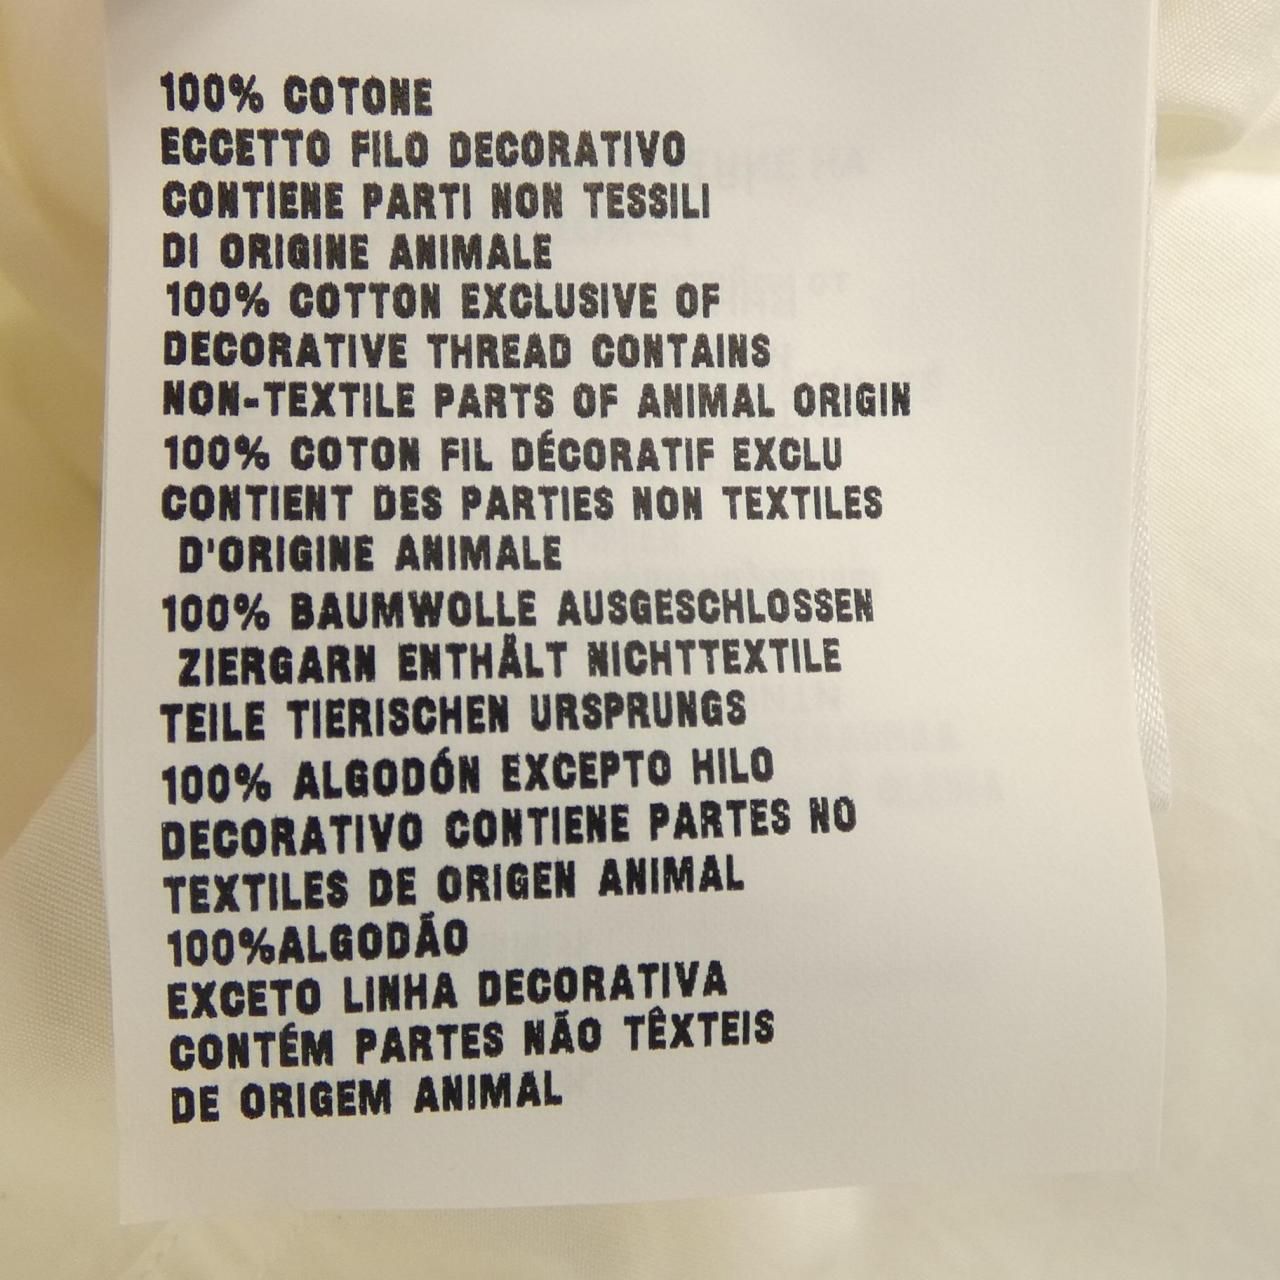 100% COTONE
ECCETTO FILO DECORATIVO
CONTIENE PARTI NON TESSILI
DI ORIGINE ANIMALE
100% COTTON EXCLUSIVE OF
DECORATIVE THREAD CONTAINS
NON-TEXTILE PARTS OF ANIMAL ORIGIN
100% COTON FIL DÉCORATIF EXCLU
CONTIENT DES PARTIES NON TEXTILES
D'ORIGINE ANIMALE
100% BAUMWOLLE AUSGESCHLOSSEN
ZIERGARN ENTHÄLT NICHTTEXTILE
TEILE TIERISCHEN URSPRUNGS
100% ALGODÓN EXCEPTO HILO
DECORATIVO CONTIENE PARTES NO
TEXTILES DE ORIGEN ANIMAL
100%ALGODÃO
EXCETO LINHA DECORATIVA
CONTÉM PARTES NÃO TÊXTEIS
DE ORIGEM ANIMAL